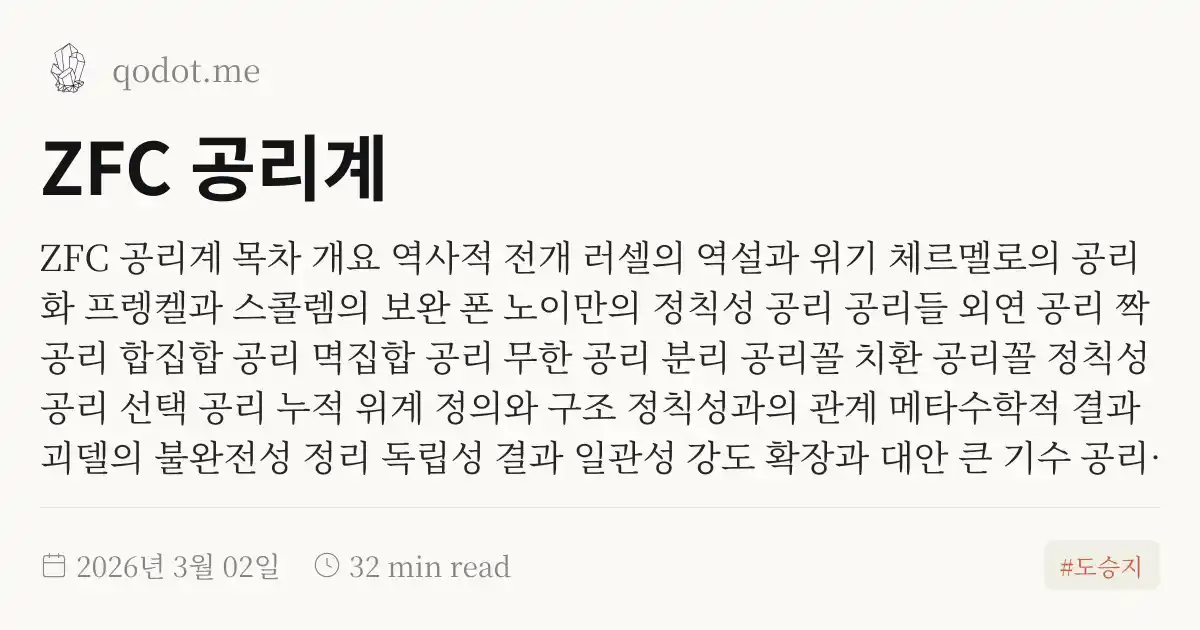 qodot.me
ZFC 공리계
ZFC 공리계 목차 개요 역사적 전개 러셀의 역설과 위기 체르멜로의 공리
화 프렝켈과 스콜렘의 보완 폰 노이만의 정칙성 공리 공리들 외연 공리 짝
공리 합집합 공리 멱집합 공리 무한 공리 분리 공리꼴 치환 공리꼴 정칙성
공리 선택 공리 누적 위계 정의와 구조 정칙성과의 관계 메타수학적 결과
괴델의 불완전성 정리 독립성 결과 일관성 강도 확장과 대안 큰 기수 공리·
2026년 3월 02일 32 min read
#도승지